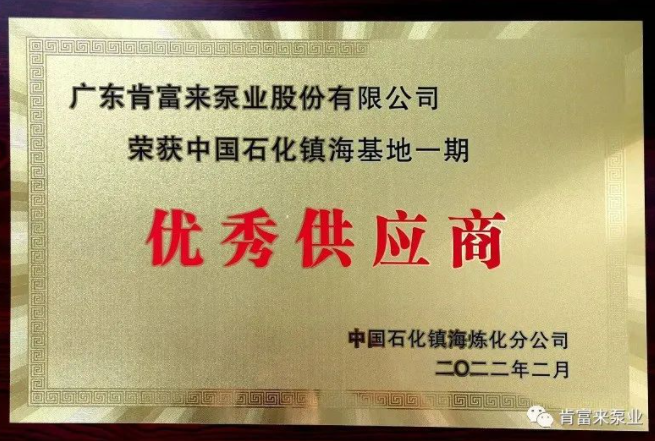 广东肯富来泵业股份有限公司
荣获中国石化镇海基地一期
优秀供应商
中国石化镇海炼化分公司
二〇二二年二月
肯富来泵业